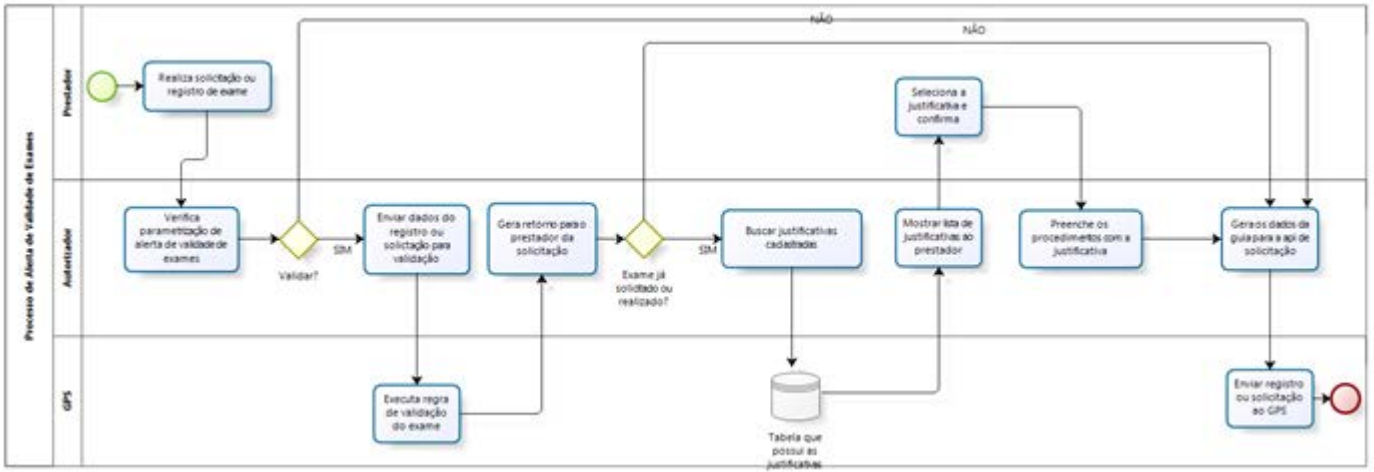 Processo de Alerta de Validade de Exames
Prestador
NÃO
NÃO
Realiza solicitação ou
registro de exame
Seleciona a
justificativa e
confirma
Autorizador
Verifica
parametrização de
alerta de validade de
exames
Validar?
SIM
Enviar dados do
registro ou
solictação para
validação
Gera retorno para o
prestador da
solicitação
Exame já
solicitado ou
realizado?
SIM
Buscar justificativas
cadastradas
Mostrar lista de
justificativas ao
prestador
Preenche os
procedimentos com a
justificativa
Gera os dados da
guia para a api de
solicitação
GPS
Executa regra
de validação
do exame
Tabela que
possui as
justificativas
Enviar registro
ou solicitação
ao GPS